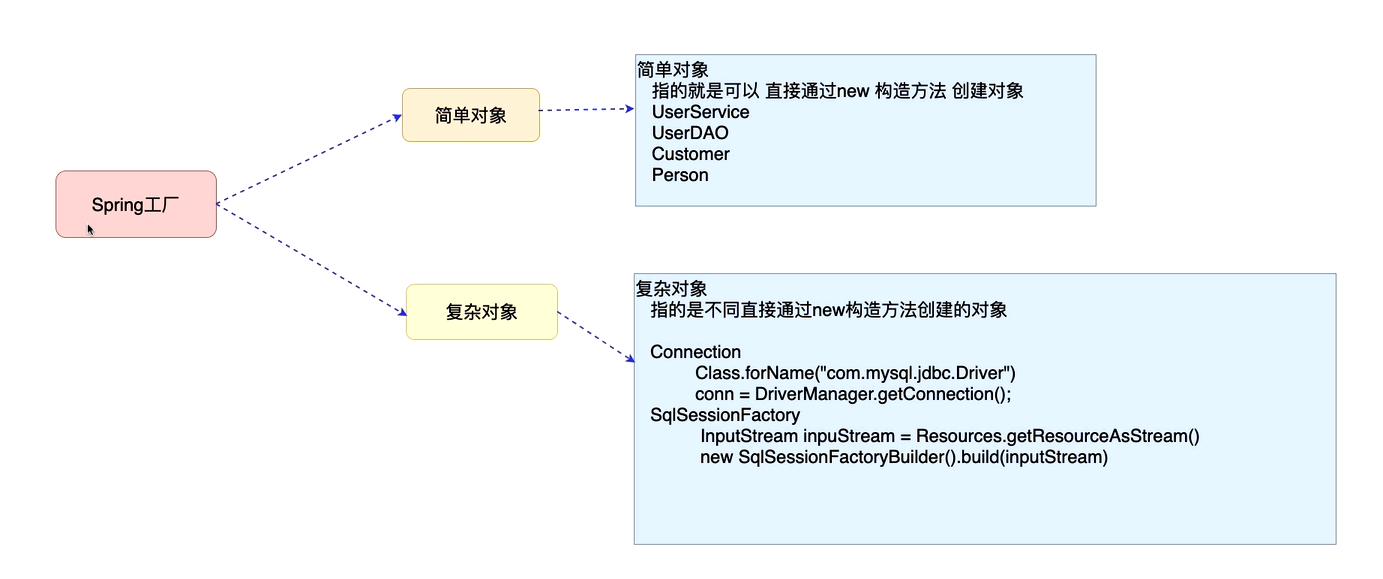 Spring工厂
简单对象
简单对象
指的就是可以 直接通过new 构造方法 创建对象
UserService
UserDAO
Customer
Person
复杂对象
复杂对象
指的是不同直接通过new构造方法创建的对象
Connection
Class.forName("com.mysql.jdbc.Driver")
conn = DriverManager.getConnection();
SqlSessionFactory
InputStream inpuStream = Resources.getResourceAsStream()
new SqlSessionFactoryBuilder().build(inputStream)